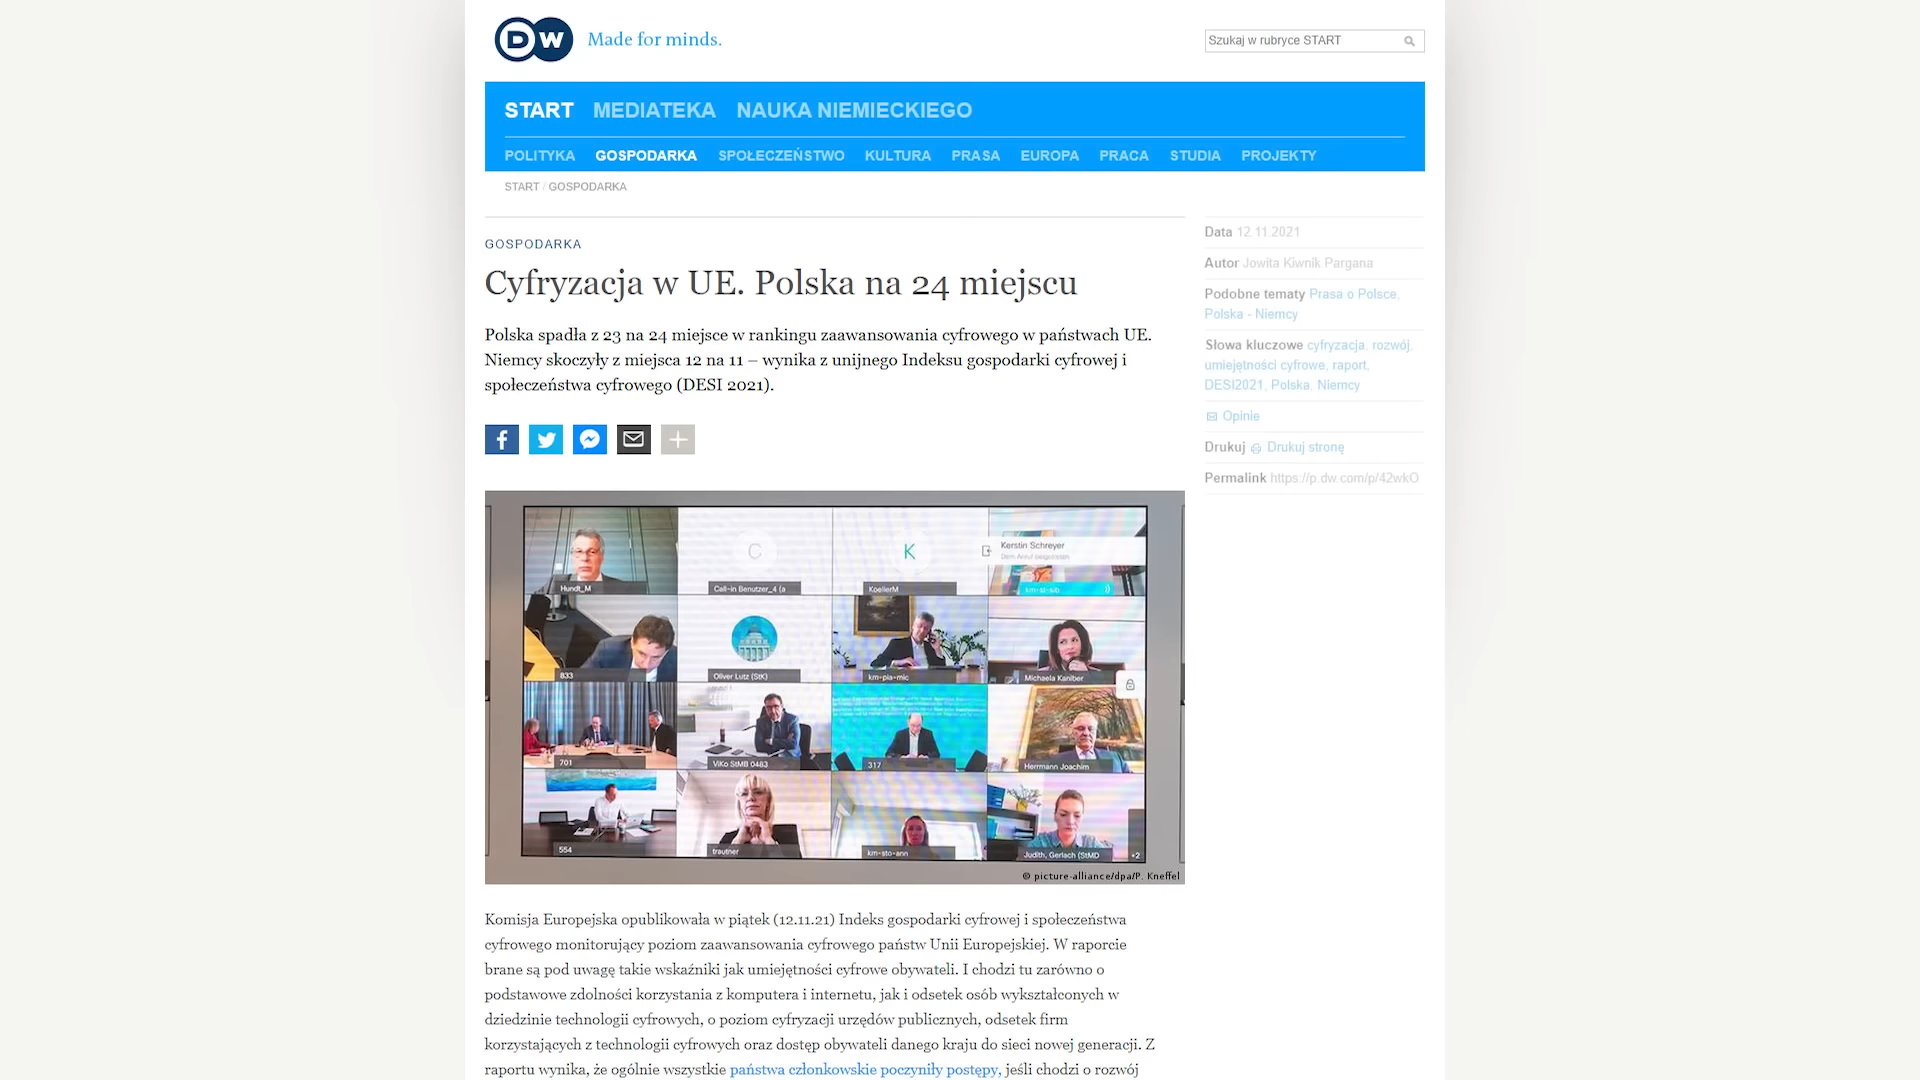 DW Made for minds.
Szukaj w rubryce START
START MEDIATEKA NAUKA NIEMIECKIEGO
POLITYKA GOSPODARKA SPOŁECZEŃSTWO KULTURA PRASA EUROPA PRACA STUDIA PROJEKTY
START / GOSPODARKA
GOSPODARKA
Cyfryzacja w UE. Polska na 24 miejscu
Polska spadła z 23 na 24 miejsce w rankingu zaawansowania cyfrowego w państwach UE.
Niemcy skoczyły z miejsca 12 na 11 – wynika z unijnego Indeksu gospodarki cyfrowej i
społeczeństwa cyfrowego (DESI 2021).
Data 12.11.2021
Autor Jowita Kiwnik Pargana
Podobne tematy Prasa o Polsce,
Polska - Niemcy
Słowa kluczowe cyfryzacja, rozwój,
umiejętności cyfrowe, raport,
DESI2021, Polska, Niemcy
Opinie
Drukuj Drukuj stronę
Permalink https://p.dw.com/p/42wkO
Kerstin Schreyer
Dem Anruf beigetreten
C
K
Hundt_M
Call-in Benutzer_4 (a
KoellerM
km-st-sib
833
Oliver Lutz (StK)
km-pia-mic
Michaela Kaniber
701
ViKo StMB 0483
317
Herrmann Joachim
554
trautner
km-sto-ann
Judith, Gerlach (StMD
+2
© picture-alliance/dpa/P. Kneffel
Komisja Europejska opublikowała w piątek (12.11.21) Indeks gospodarki cyfrowej i społeczeństwa
cyfrowego monitorujący poziom zaawansowania cyfrowego państw Unii Europejskiej. W raporcie
brane są pod uwagę takie wskaźniki jak umiejętności cyfrowe obywateli. I chodzi tu zarówno o
podstawowe zdolności korzystania z komputera i internetu, jak i odsetek osób wykształconych w
dziedzinie technologii cyfrowych, o poziom cyfryzacji urzędów publicznych, odsetek firm
korzystających z technologii cyfrowych oraz dostęp obywateli danego kraju do sieci nowej generacji. Z
raportu wynika, że ogólnie wszystkie państwa członkowskie poczyniły postępy, jeśli chodzi o rozwój